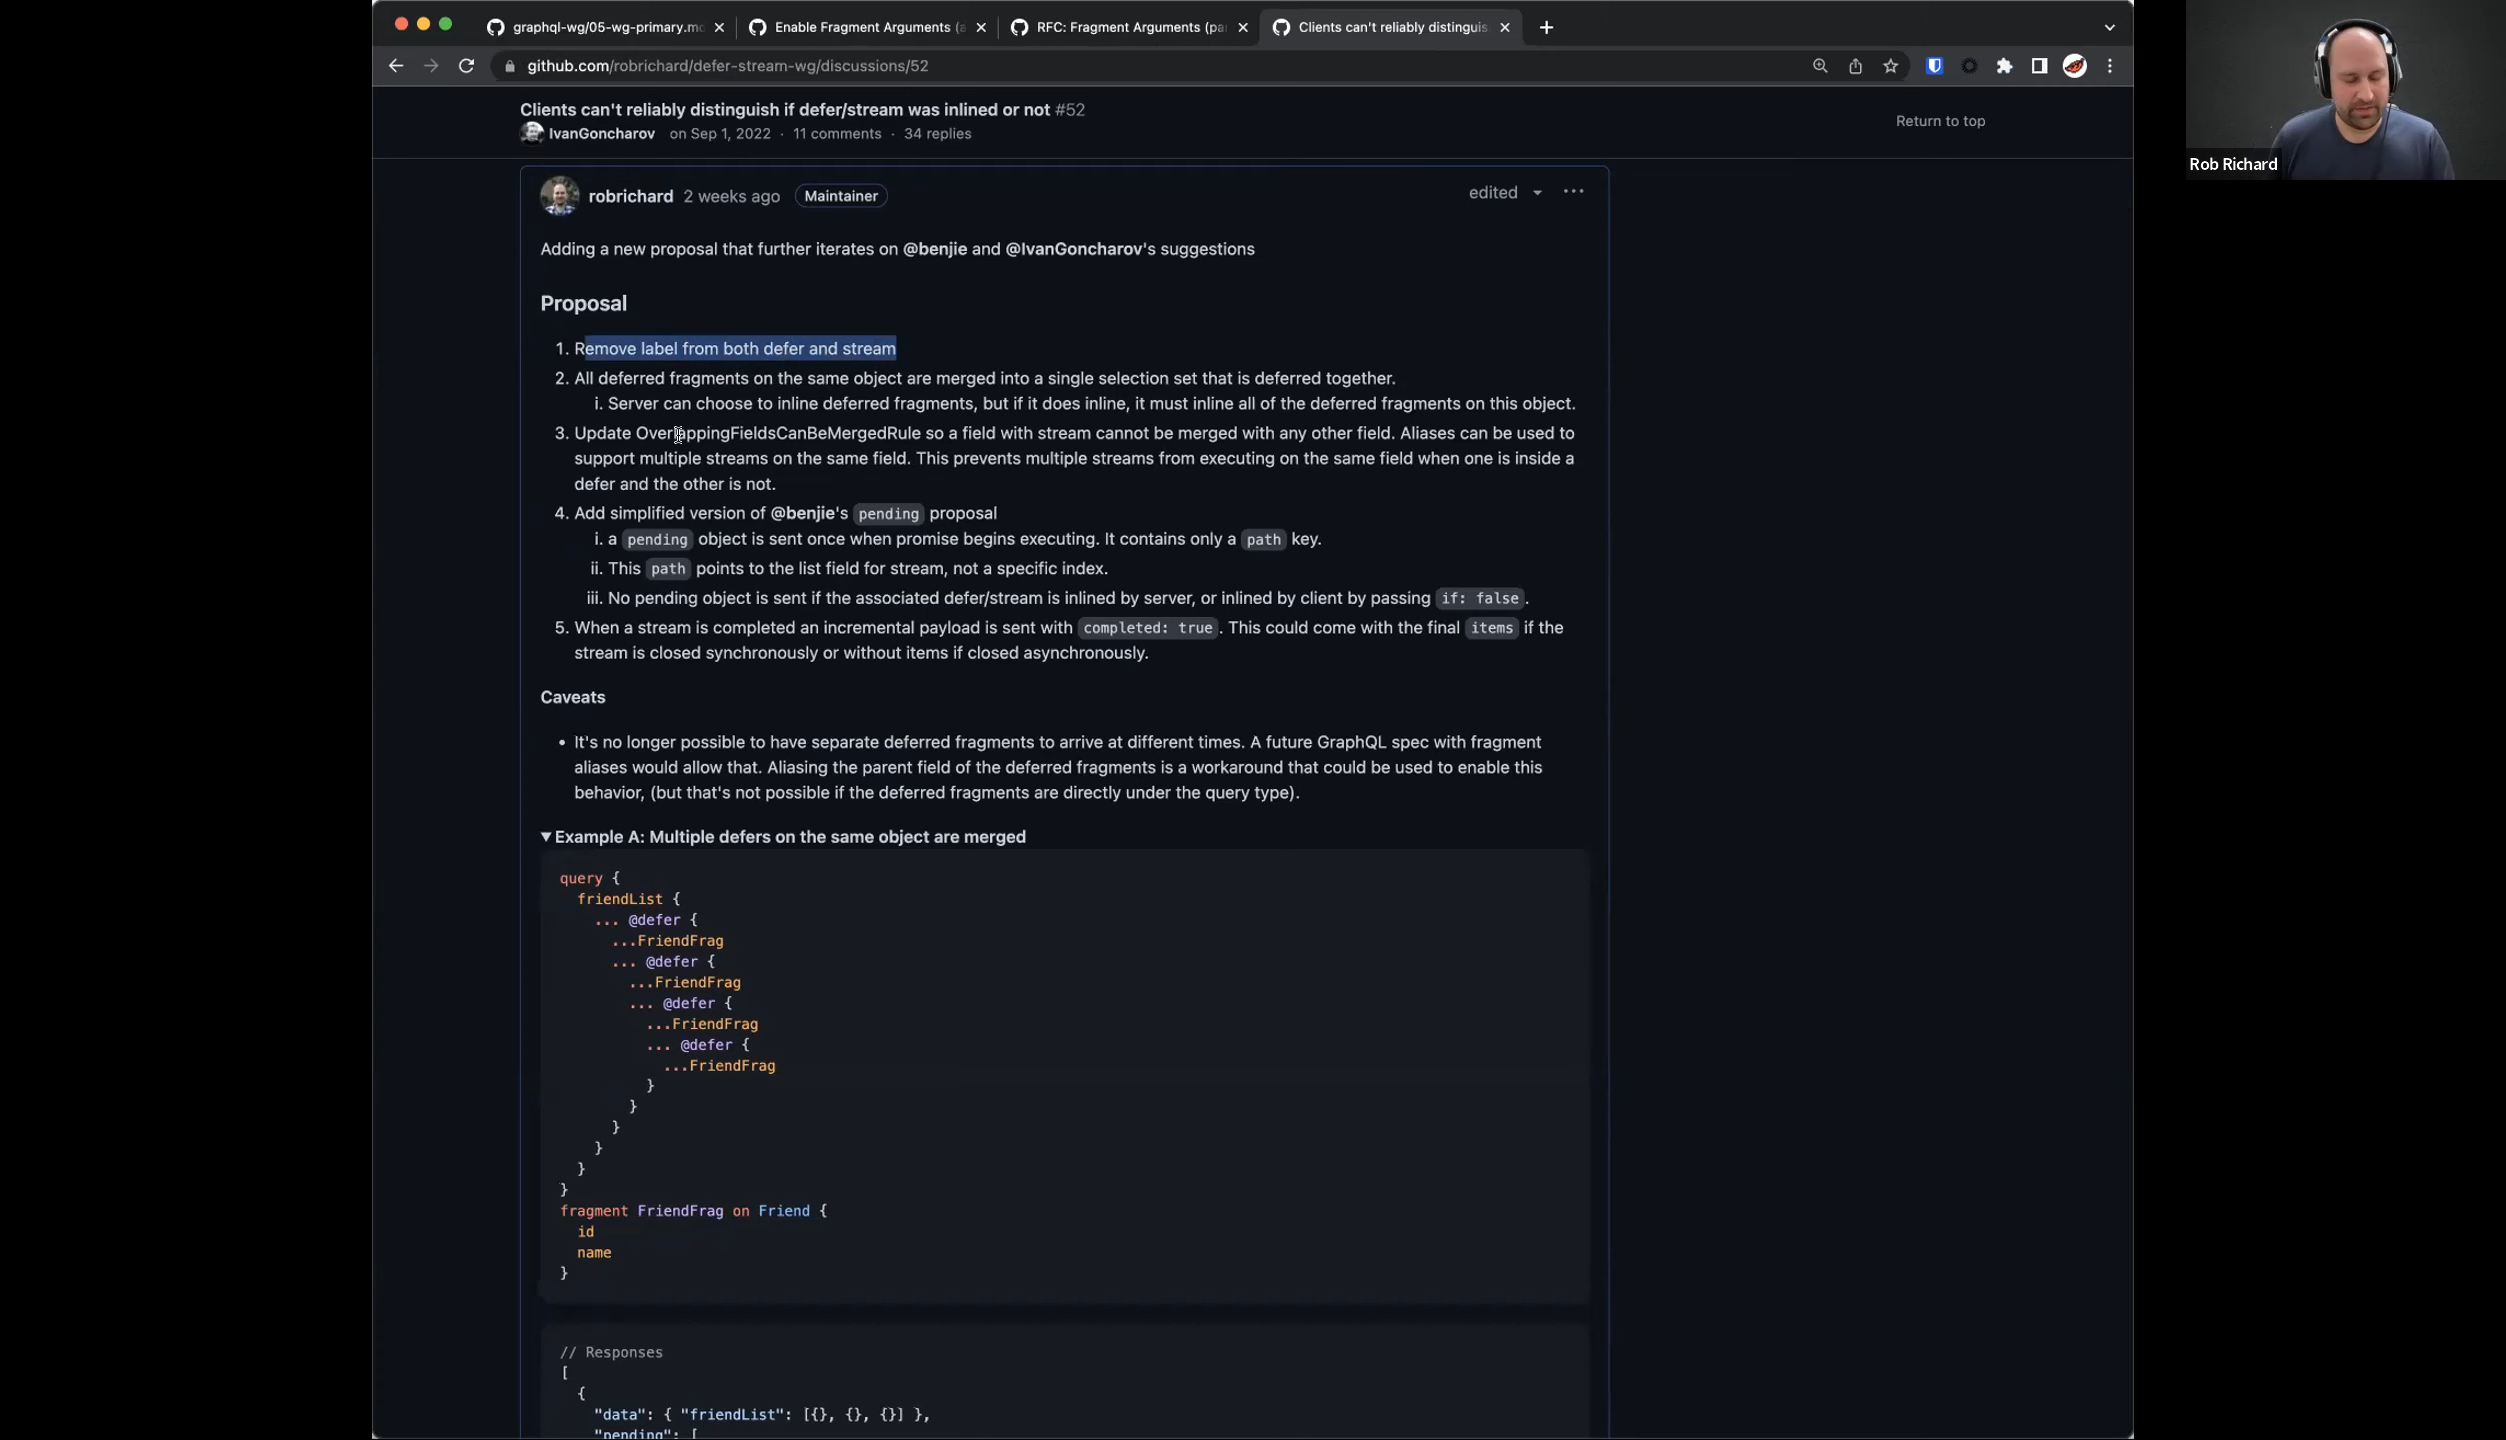 graphql-wg/05-wg-primary.md
Enable Fragment Arguments (a
RFC: Fragment Arguments (pa
Clients can't reliably distinguis
github.com/robrichard/defer-stream-wg/discussions/52
Rob Richard
Clients can't reliably distinguish if defer/stream was inlined or not #52
IvanGoncharov on Sep 1, 2022 · 11 comments · 34 replies
Return to top
robrichard 2 weeks ago Maintainer
edited
Adding a new proposal that further iterates on @benjie and @IvanGoncharov's suggestions
Proposal
1. Remove label from both defer and stream
2. All deferred fragments on the same object are merged into a single selection set that is deferred together.
i. Server can choose to inline deferred fragments, but if it does inline, it must inline all of the deferred fragments on this object.
3. Update OverlappingFieldsCanBeMergedRule so a field with stream cannot be merged with any other field. Aliases can be used to
support multiple streams on the same field. This prevents multiple streams from executing on the same field when one is inside a
defer and the other is not.
4. Add simplified version of @benjie's pending proposal
i. a pending object is sent once when promise begins executing. It contains only a path key.
ii. This path points to the list field for stream, not a specific index.
iii. No pending object is sent if the associated defer/stream is inlined by server, or inlined by client by passing if: false.
5. When a stream is completed an incremental payload is sent with completed: true. This could come with the final items if the
stream is closed synchronously or without items if closed asynchronously.
Caveats
• It's no longer possible to have separate deferred fragments to arrive at different times. A future GraphQL spec with fragment
aliases would allow that. Aliasing the parent field of the deferred fragments is a workaround that could be used to enable this
behavior, (but that's not possible if the deferred fragments are directly under the query type).
▼Example A: Multiple defers on the same object are merged
query {
friendList {
... @defer {
...FriendFrag
... @defer {
...FriendFrag
... @defer {
...FriendFrag
... @defer {
...FriendFrag
}
}
}
}
}
}
fragment FriendFrag on Friend {
id
name
}
// Responses
[
{
"data": { "friendList": [{}, {}, {}] },
"pending": [